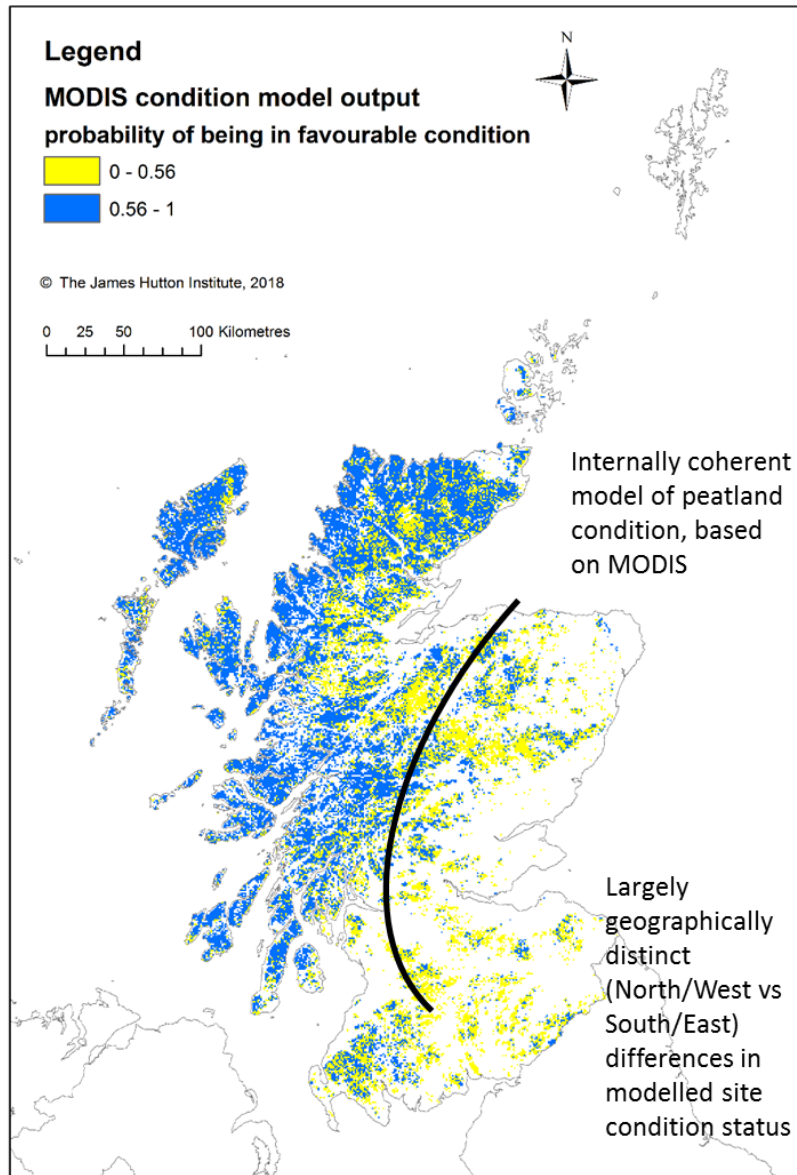 Legend
N
MODIS condition model output
probability of being in favourable condition
0 - 0.56
0.56 - 1
© The James Hutton Institute, 2018
0 25 50 100 Kilometres
Internally coherent
model of peatland
condition, based
on MODIS
Largely
geographically
distinct
(North/West vs
South/East)
differences in
modelled site
condition status